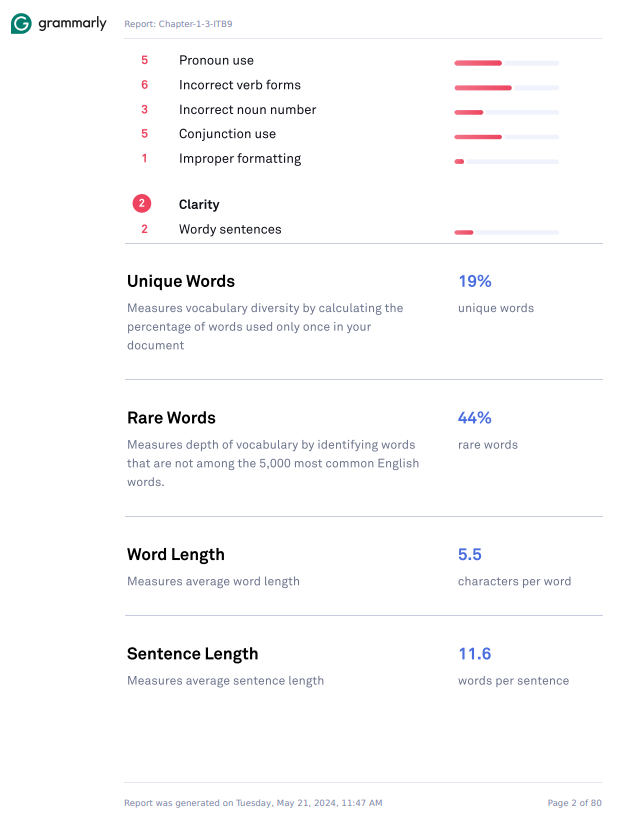 grammarly
Report: Chapter-1-3-ITB9
5 Pronoun use
6 Incorrect verb forms
3 Incorrect noun number
5 Conjunction use
1 Improper formatting
2 Clarity
2 Wordy sentences
Unique Words 19%
Measures vocabulary diversity by calculating the unique words
percentage of words used only once in your
document
Rare Words 44%
Measures depth of vocabulary by identifying words rare words
that are not among the 5,000 most common English
words.
Word Length 5.5
Measures average word length characters per word
Sentence Length 11.6
Measures average sentence length words per sentence
Report was generated on Tuesday, May 21, 2024, 11:47 AM Page 2 of 80